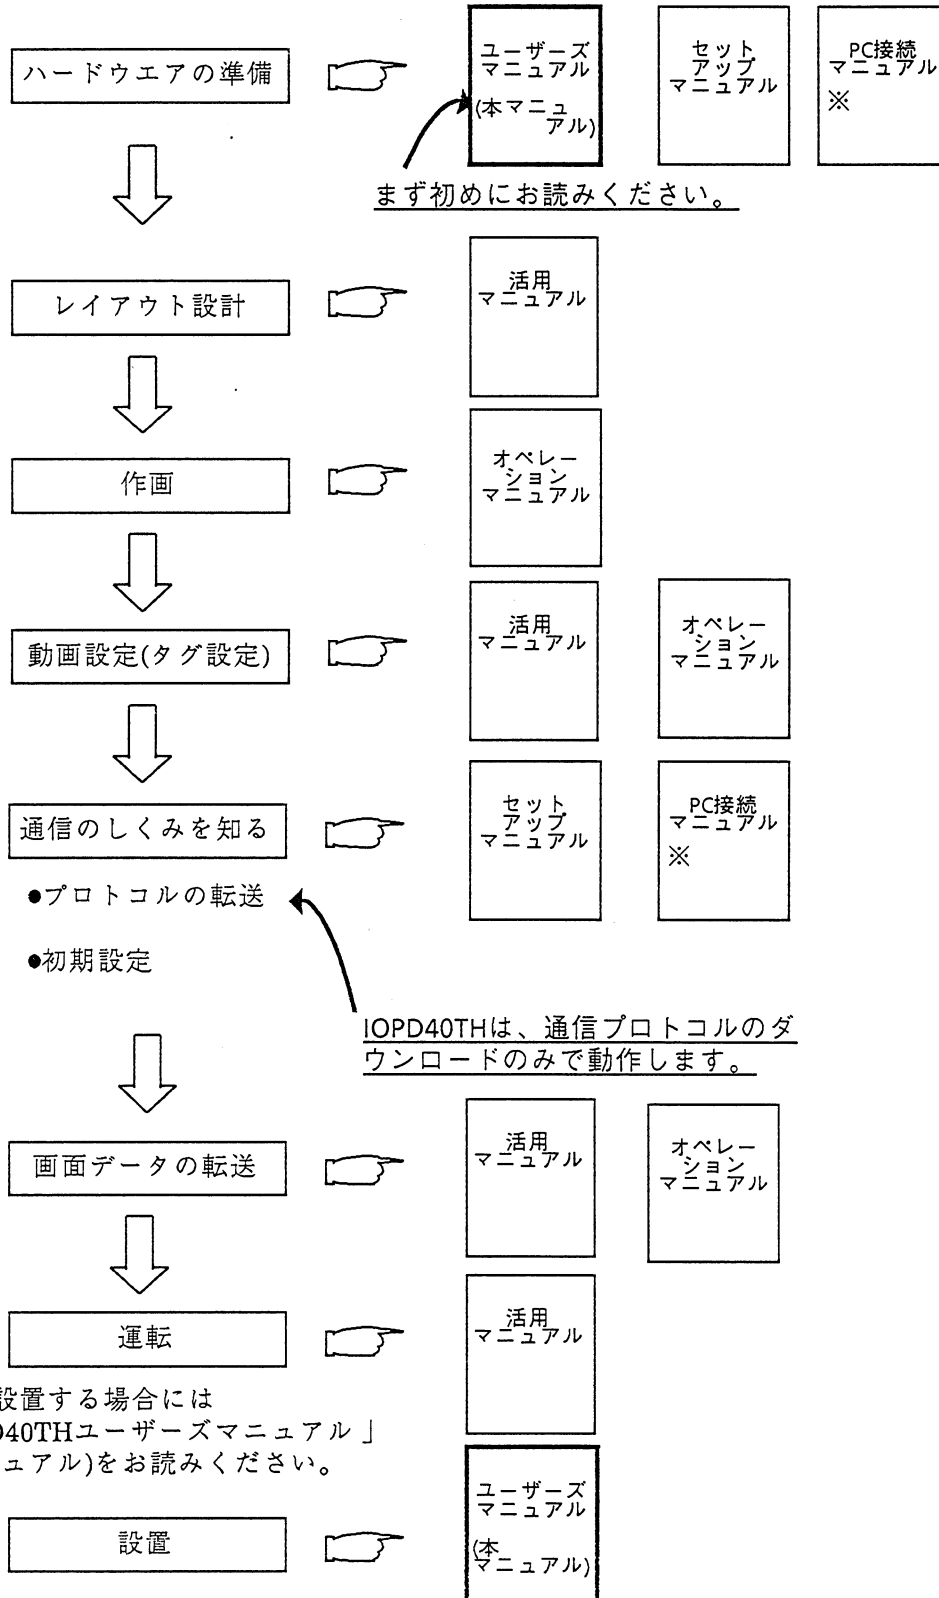 ハードウエアの準備
ユーザーズ
マニュアル
(本マニュ
アル)
セット
アップ
マニュアル
PC接続
マニュアル
※
まず初めにお読みください。
レイアウト設計
活用
マニュアル
作画
オペレー
ション
マニュアル
動画設定(タグ設定)
活用
マニュアル
オペレー
ション
マニュアル
通信のしくみを知る
セット
アップ
マニュアル
PC接続
マニュアル
※
●プロトコルの転送
●初期設定
IOPD40THは、通信プロトコルのダ
ウンロードのみで動作します。
画面データの転送
活用
マニュアル
オペレー
ション
マニュアル
運転
活用
マニュアル
設置する場合には
D40THユーザーズマニュアル」
ュアル)をお読みください。
設置
ユーザーズ
マニュアル
(本
マニュアル)